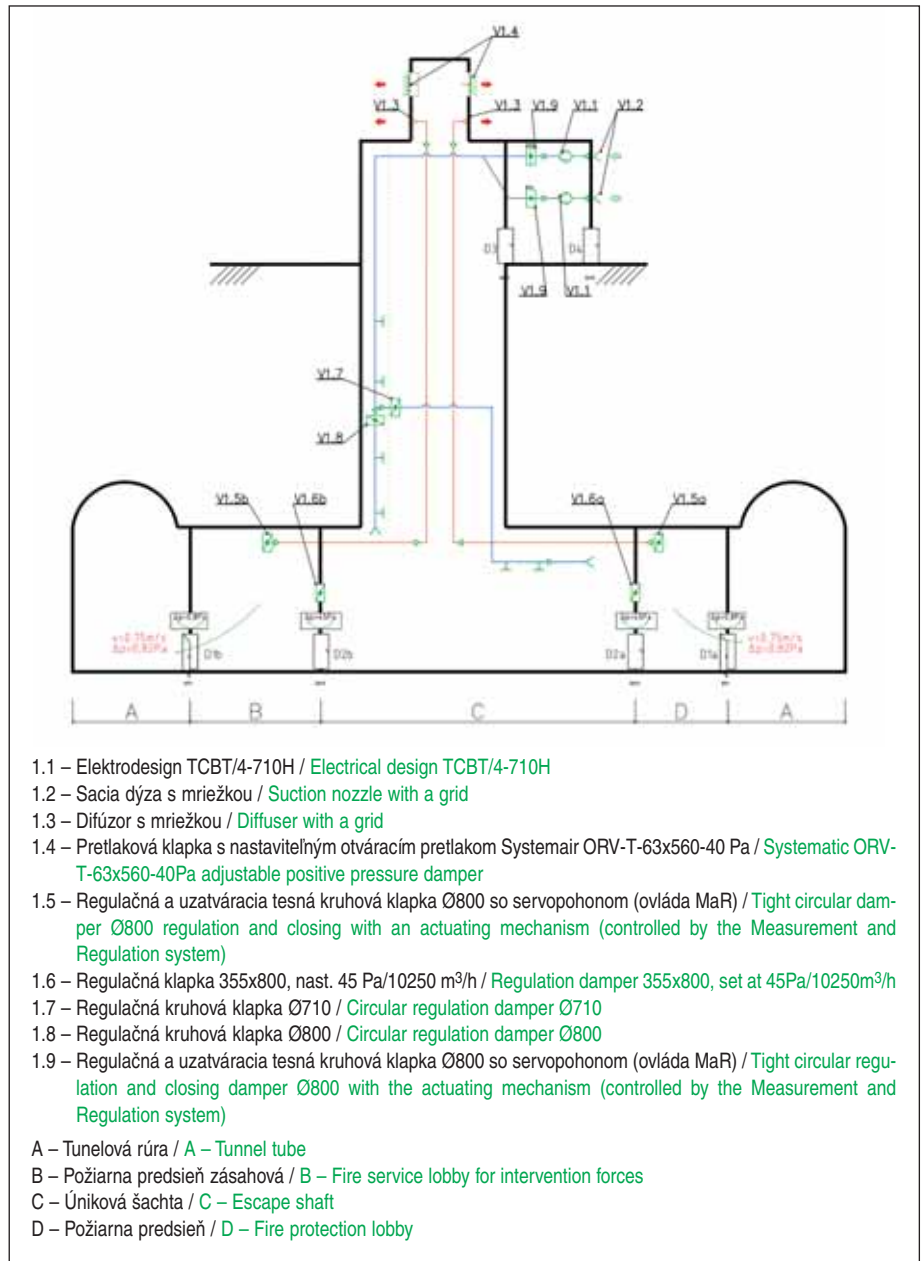 V1.4
V1.3 V1.3 V1.9 V1.1 V1.2
D3 D4
V1.9 V1.1
V1.7
V1.8
V1.5b V1.6b V1.6a V1.5a
v=0,75m/s v=0,75m/s
D1b D2b D2a D1a
A B C D A
1.1 – Elektrodesign TCBT/4-710H / Electrical design TCBT/4-710H
1.2 – Sacia dýza s mriežkou / Suction nozzle with a grid
1.3 – Difúzor s mriežkou / Diffuser with a grid
1.4 – Pretlaková klapka s nastaviteľným otváracím pretlakom Systemair ORV-T-63x560-40 Pa / Systematic ORV-
T-63x560-40Pa adjustable positive pressure damper
1.5 – Regulačná a uzatváracia tesná kruhová klapka Ø800 so servopohonom (ovláda MaR) / Tight circular dam-
per Ø800 regulation and closing with an actuating mechanism (controlled by the Measurement and
Regulation system)
1.6 – Regulačná klapka 355x800, nast. 45 Pa/10250 m³/h / Regulation damper 355x800, set at 45Pa/10250m³/h
1.7 – Regulačná kruhová klapka Ø710 / Circular regulation damper Ø710
1.8 – Regulačná kruhová klapka Ø800 / Circular regulation damper Ø800
1.9 – Regulačná a uzatváracia tesná kruhová klapka Ø800 so servopohonom (ovláda MaR) / Tight circular regu-
lation and closing damper Ø800 with the actuating mechanism (controlled by the Measurement and
Regulation system)
A – Tunelová rúra / A – Tunnel tube
B – Požiarna predsieň zásahová / B – Fire service lobby for intervention forces
C – Úniková šachta / C – Escape shaft
D – Požiarna predsieň / D – Fire protection lobby